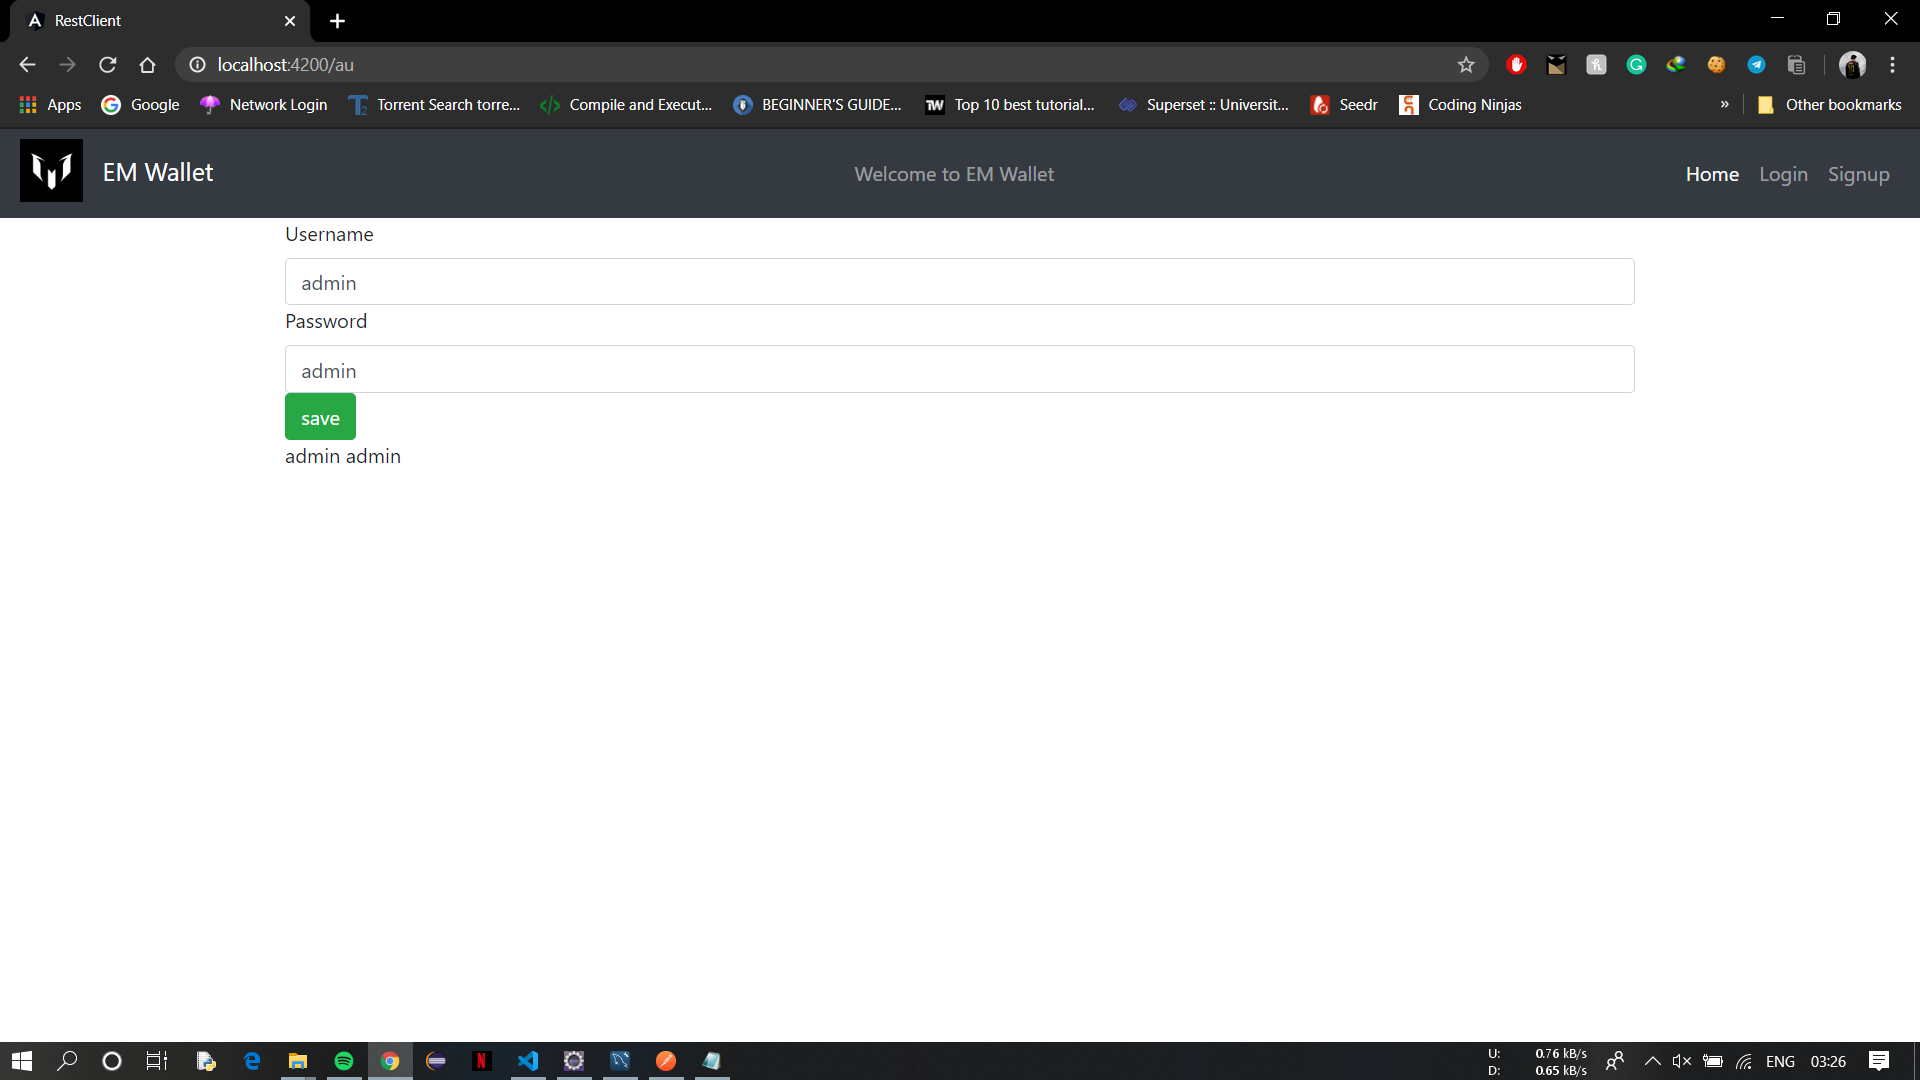 RestClient
localhost:4200/au
Apps Google Network Login Torrent Search torre... Compile and Execut... BEGINNER'S GUIDE... TW Top 10 best tutorial... Superset :: Universit... Seedr Coding Ninjas » Other bookmarks
EM Wallet Welcome to EM Wallet Home Login Signup
Username
admin
Password
admin
save
admin admin
U: 0.76 kB/s
D: 0.65 kB/s
ENG 03:26